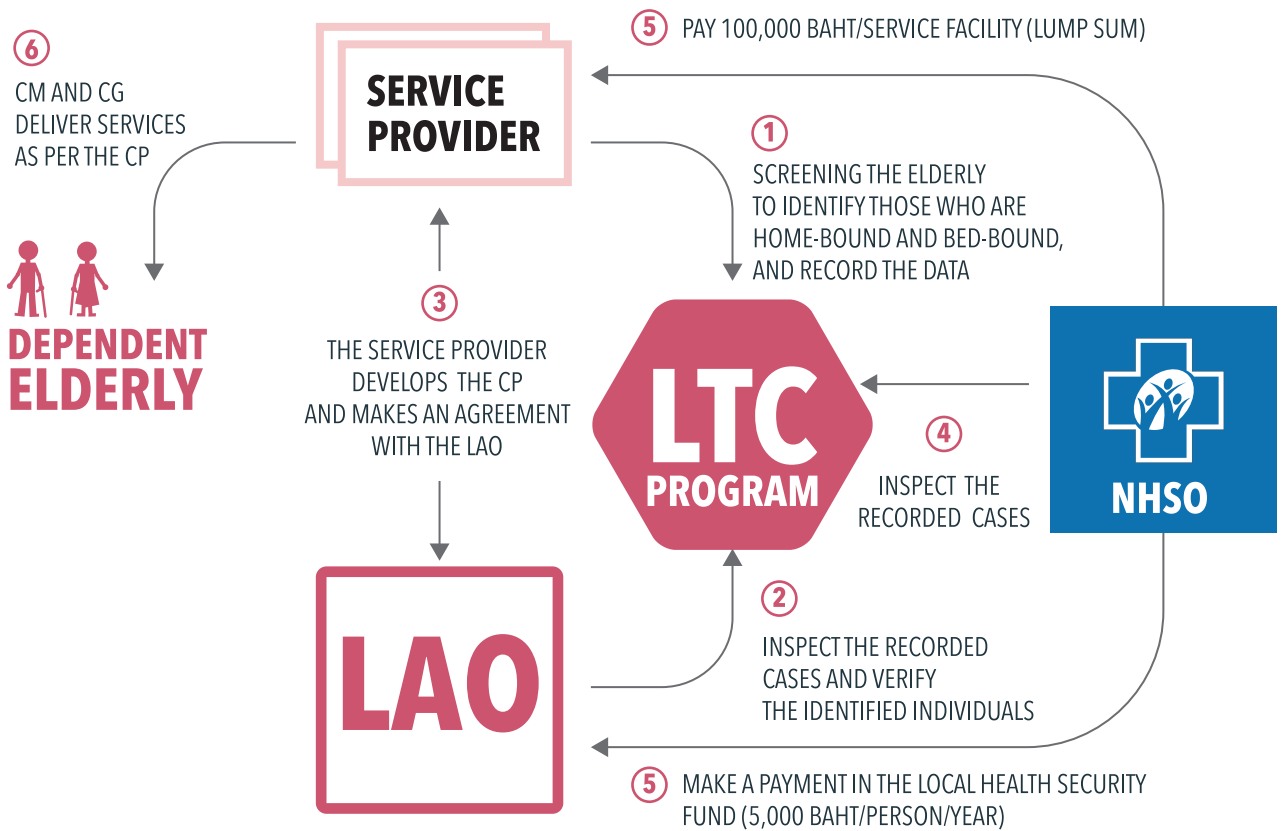 6
CM AND CG
DELIVER SERVICES
AS PER THE CP
SERVICE
PROVIDER
5 PAY 100,000 BAHT/SERVICE FACILITY (LUMP SUM)
1
SCREENING THE ELDERLY
TO IDENTIFY THOSE WHO ARE
HOME-BOUND AND BED-BOUND,
AND RECORD THE DATA
DEPENDENT
ELDERLY
3
THE SERVICE PROVIDER
DEVELOPS THE CP
AND MAKES AN AGREEMENT
WITH THE LAO
LTC
PROGRAM
4
INSPECT THE
RECORDED CASES
NHSO
LAO
2
INSPECT THE RECORDED
CASES AND VERIFY
THE IDENTIFIED INDIVIDUALS
5 MAKE A PAYMENT IN THE LOCAL HEALTH SECURITY
FUND (5,000 BAHT/PERSON/YEAR)